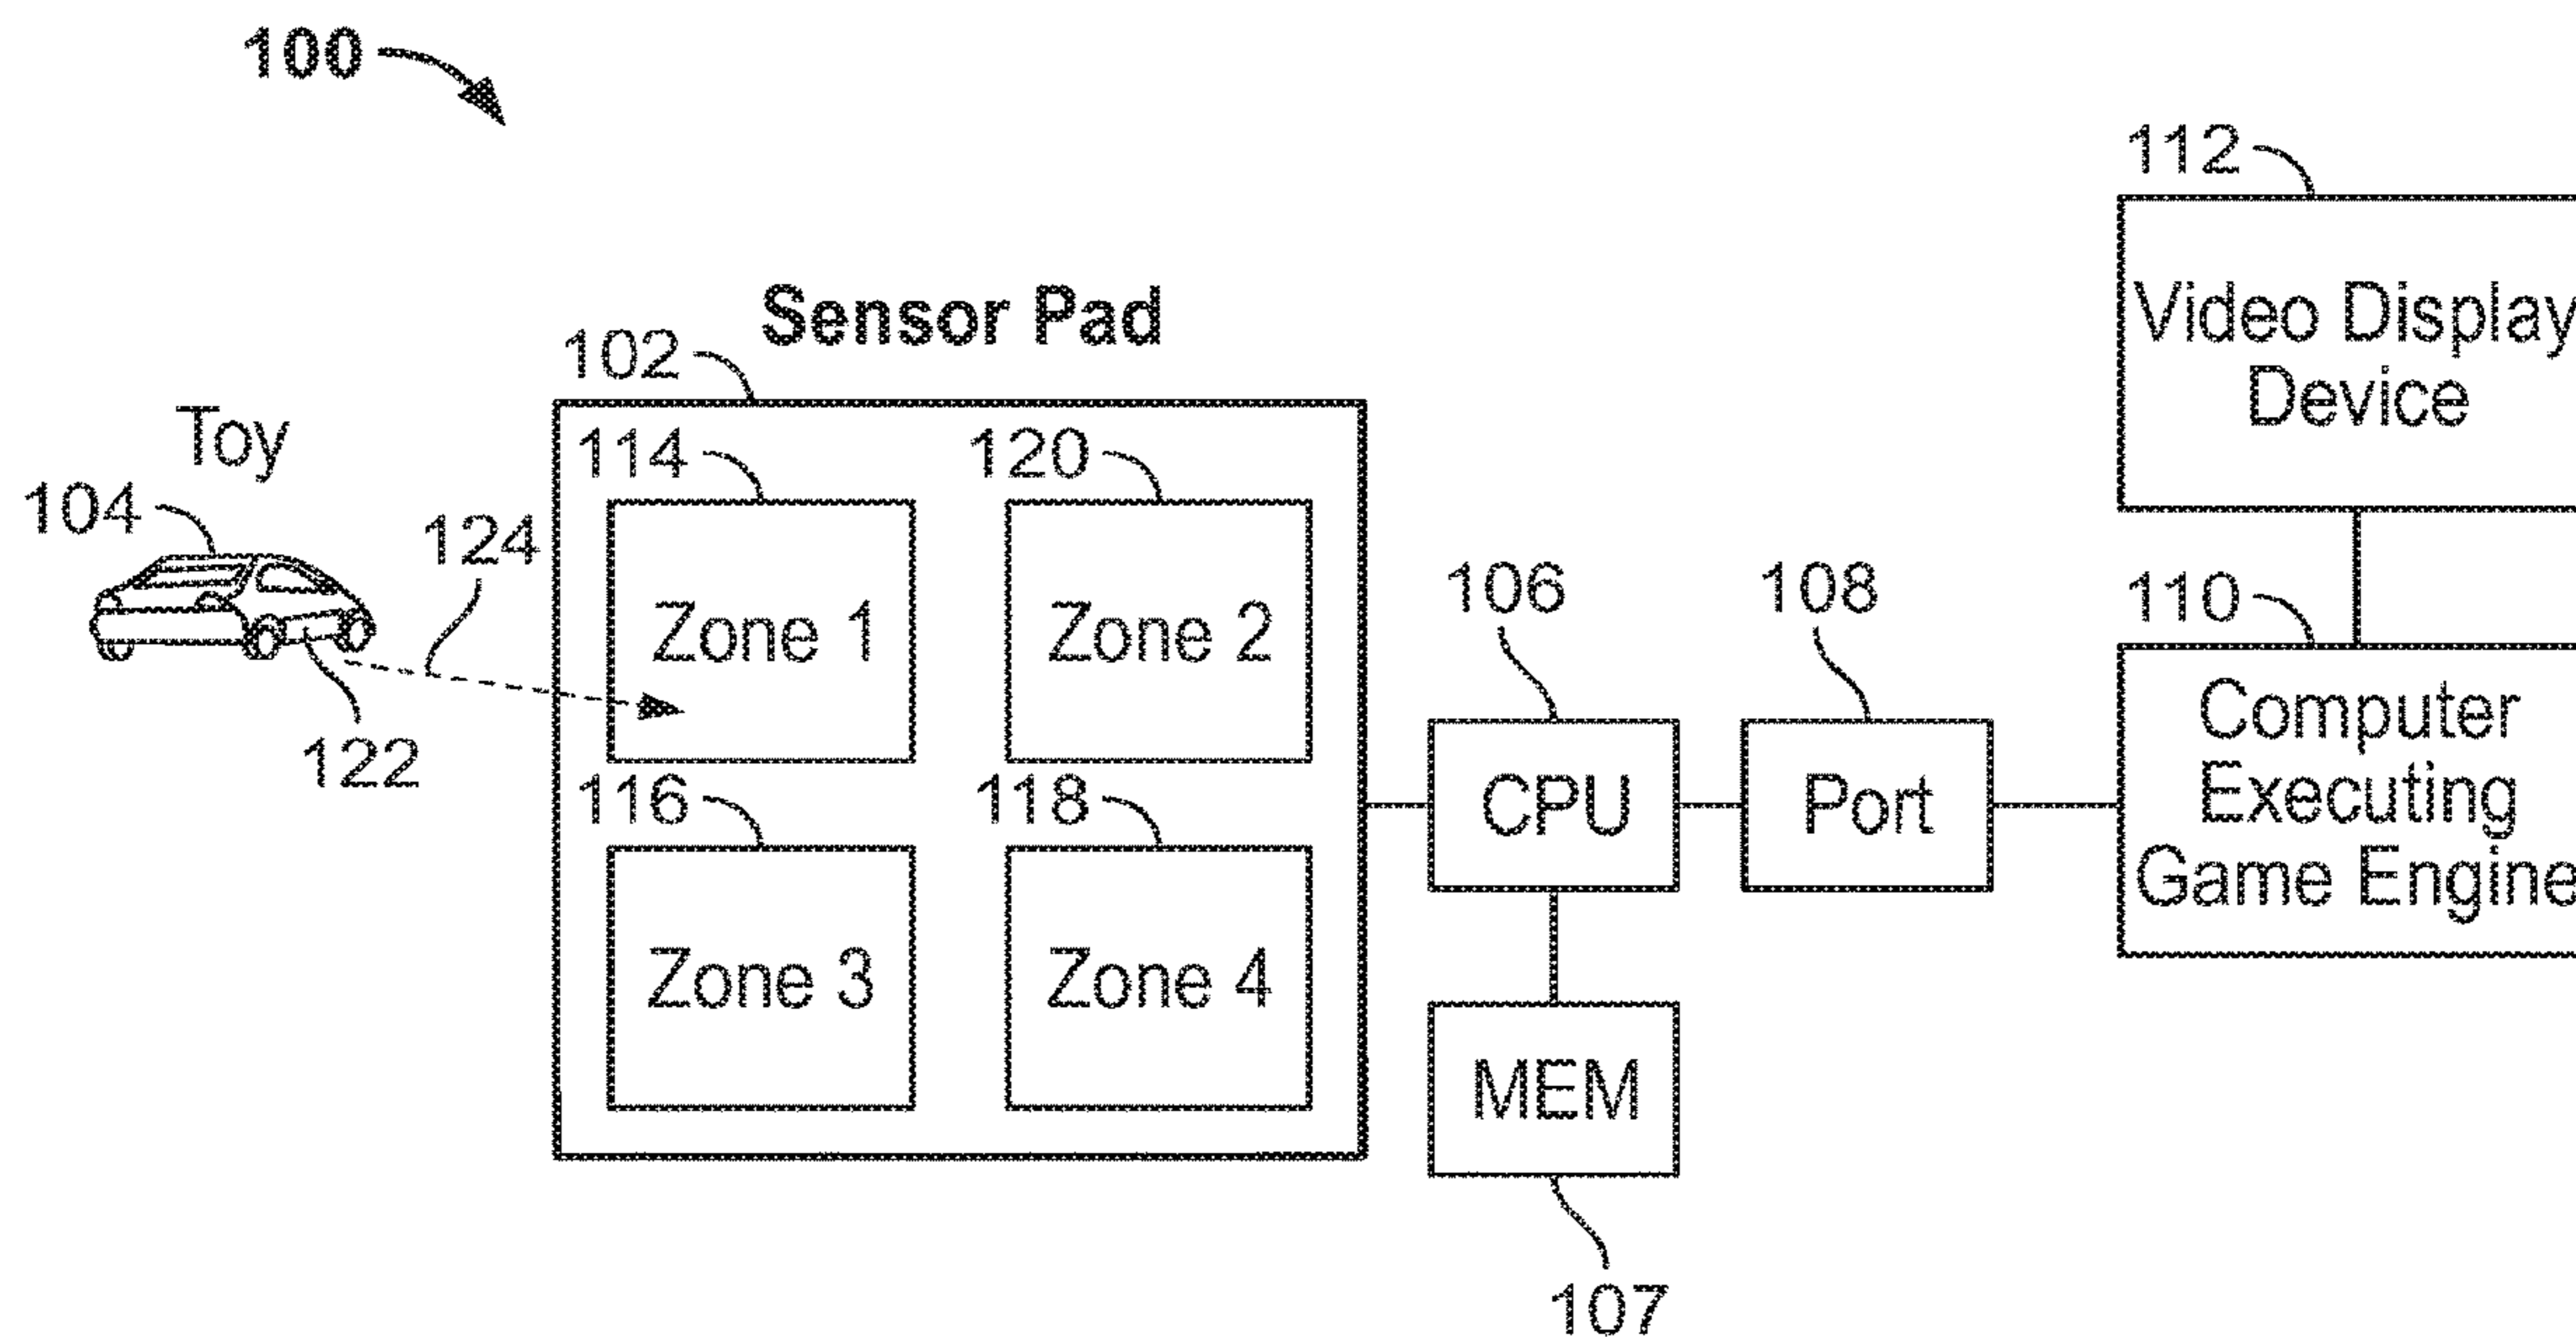 100
112
Video Display
Device
Sensor Pad
102
Toy
104
124
122
114
Zone 1
120
Zone 2
116
Zone 3
118
Zone 4
106
CPU
108
Port
110
Computer
Executing
Game Engine
MEM
107